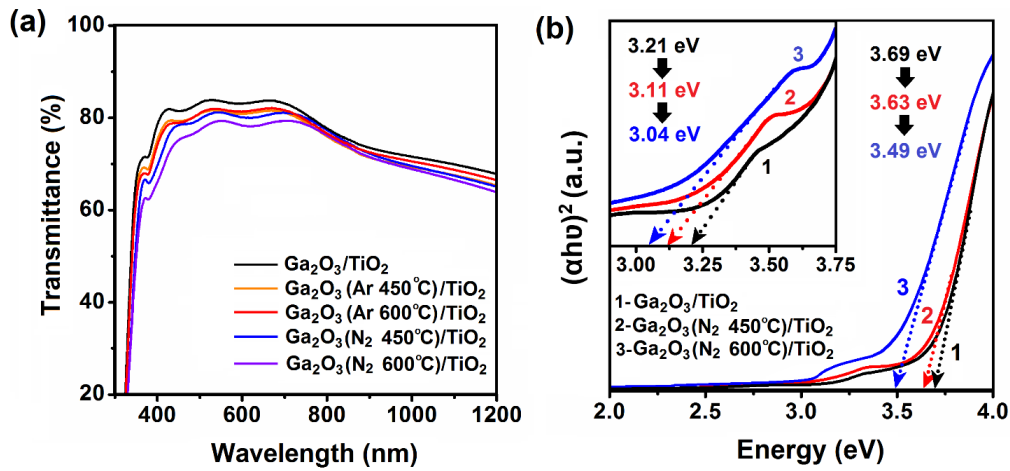 (a)
100
80
60
40
20
Transmittance (%)
Ga₂O₃/TiO₂
Ga₂O₃(Ar 450℃)/TiO₂
Ga₂O₃(Ar 600℃)/TiO₂
Ga₂O₃(N₂ 450℃)/TiO₂
Ga₂O₃(N₂ 600℃)/TiO₂
400 600 800 1000 1200
Wavelength (nm)
(b)
(αhυ)² (a.u.)
3.21 eV
3.11 eV
3.04 eV
3
2
1
3.00 3.25 3.50 3.75
3.69 eV
3.63 eV
3.49 eV
3
2
1
1-Ga₂O₃/TiO₂
2-Ga₂O₃(N₂ 450℃)/TiO₂
3-Ga₂O₃(N₂ 600℃)/TiO₂
2.0 2.5 3.0 3.5 4.0
Energy (eV)